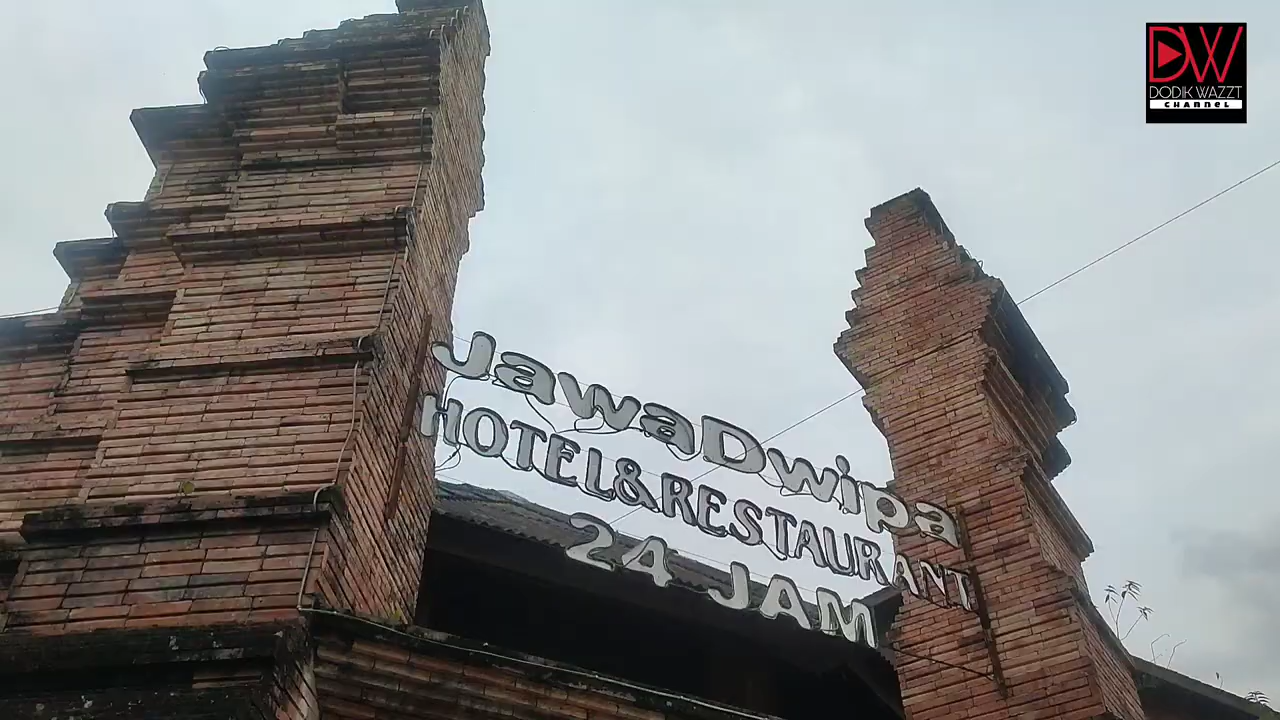 DW
DODIK WAZZT
CHANNEL
JawaDwipa
HOTEL&RESTAURANT
24 JAM